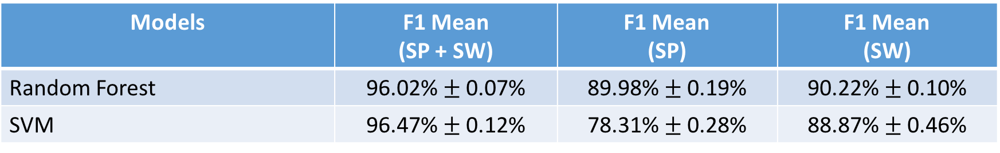 Models F1 Mean F1 Mean F1 Mean
(SP + SW) (SP) (SW)
Random Forest 96.02% ± 0.07% 89.98% ± 0.19% 90.22% ± 0.10%
SVM 96.47% ± 0.12% 78.31% ± 0.28% 88.87% ± 0.46%